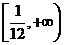 [1/12, +∞)